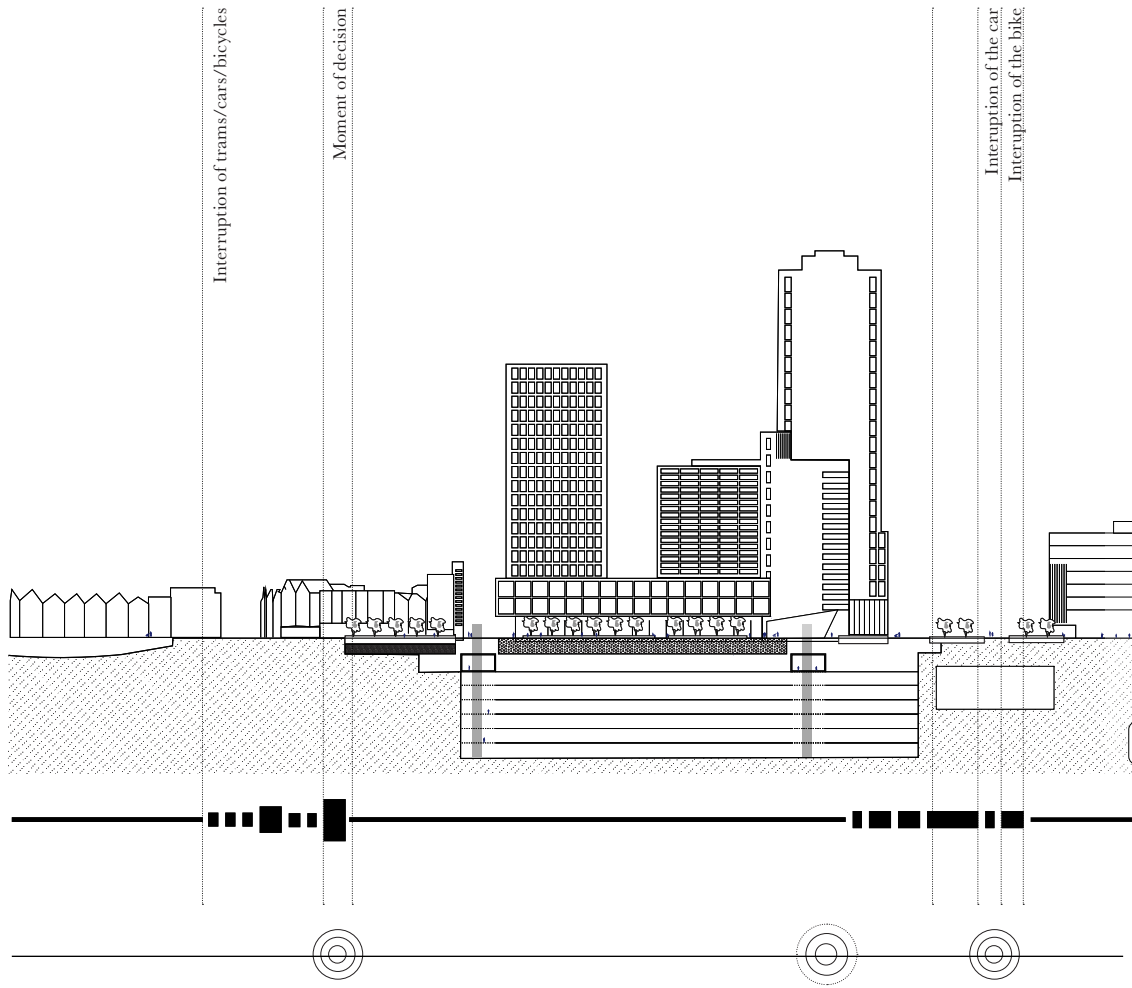 Interruption of trams/cars/bicycles
Moment of decision
Interuption of the car
Interuption of the bike